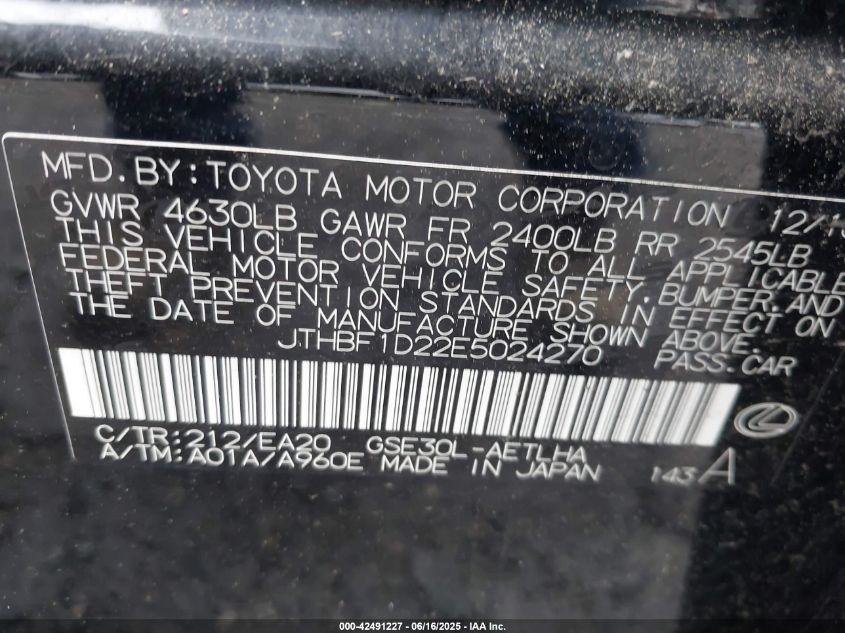 MFD. BY: TOYOTA MOTOR CORPORATION 12/13
GVWR 4630LB GAWR FR 2400LB RR 2545LB
THIS VEHICLE CONFORMS TO ALL APPLICABLE
FEDERAL MOTOR VEHICLE SAFETY, BUMPER, AND
THEFT PREVENTION STANDARDS IN EFFECT ON
THE DATE OF MANUFACTURE SHOWN ABOVE.
JTHBF1D22E5024270 PASS. CAR
C/TR: 212/EA20 GSE30L-AETLHA
A/TM: A01A/A960E MADE IN JAPAN 143 A
000-42491227 - 06/16/2025 - IAA Inc.